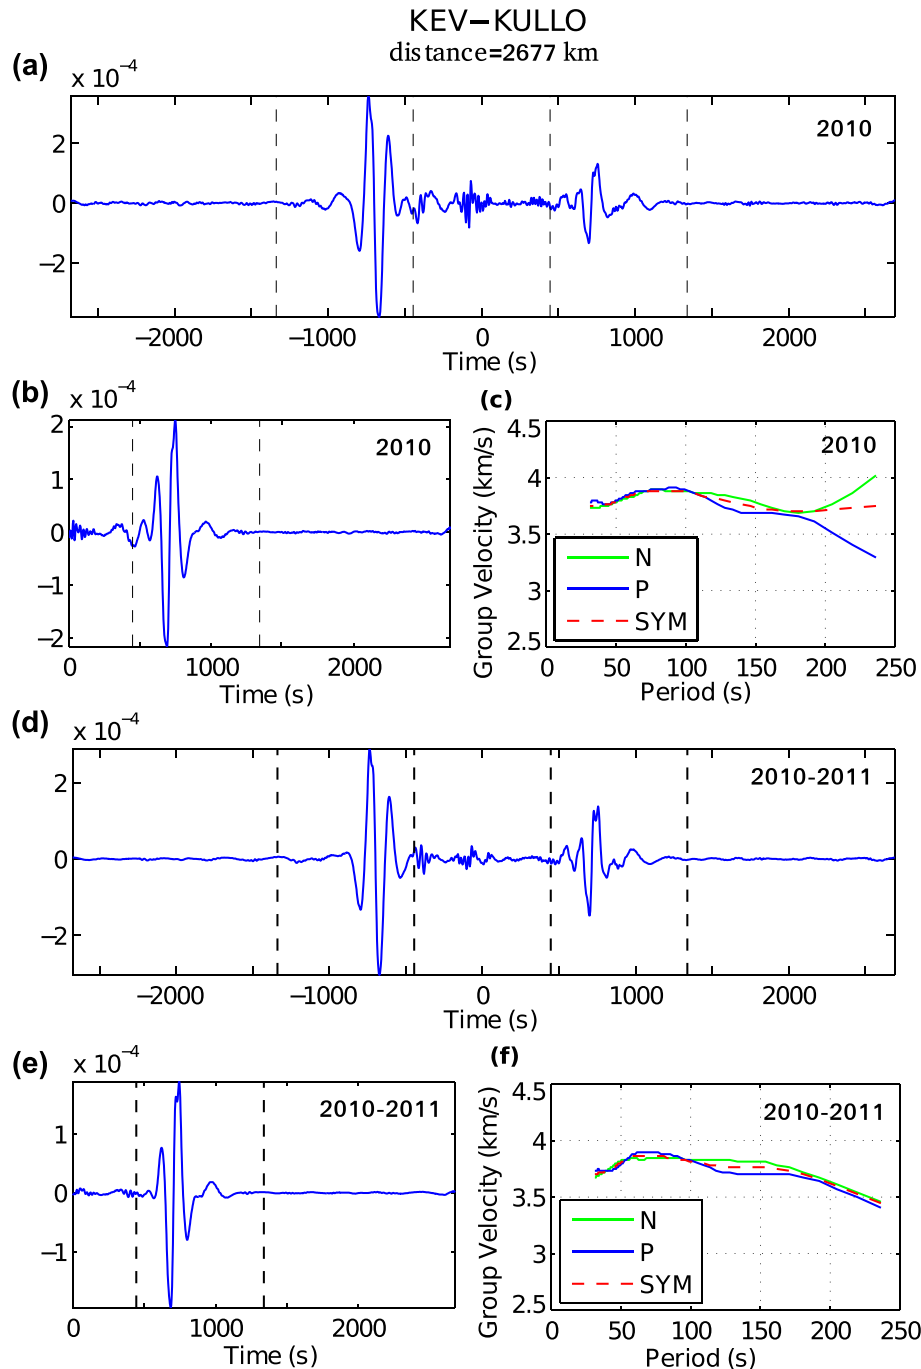 KEV−KULLO
distance=2677 km
(a)
x 10−4
2010
2
0
−2
−2000 −1000 0 1000 2000
Time (s)
(b)
x 10−4
2010
2
1
0
−1
−2
0 1000 2000
Time (s)
(c)
2010
Group Velocity (km/s)
4.5
4
3.5
3
2.5
N
P
SYM
0 50 100 150 200 250
Period (s)
(d)
x 10−4
2010-2011
2
0
−2
−2000 −1000 0 1000 2000
Time (s)
(e)
x 10−4
2010-2011
1
0
−1
0 1000 2000
Time (s)
(f)
2010-2011
Group Velocity (km/s)
4.5
4
3.5
3
2.5
N
P
SYM
0 50 100 150 200 250
Period (s)